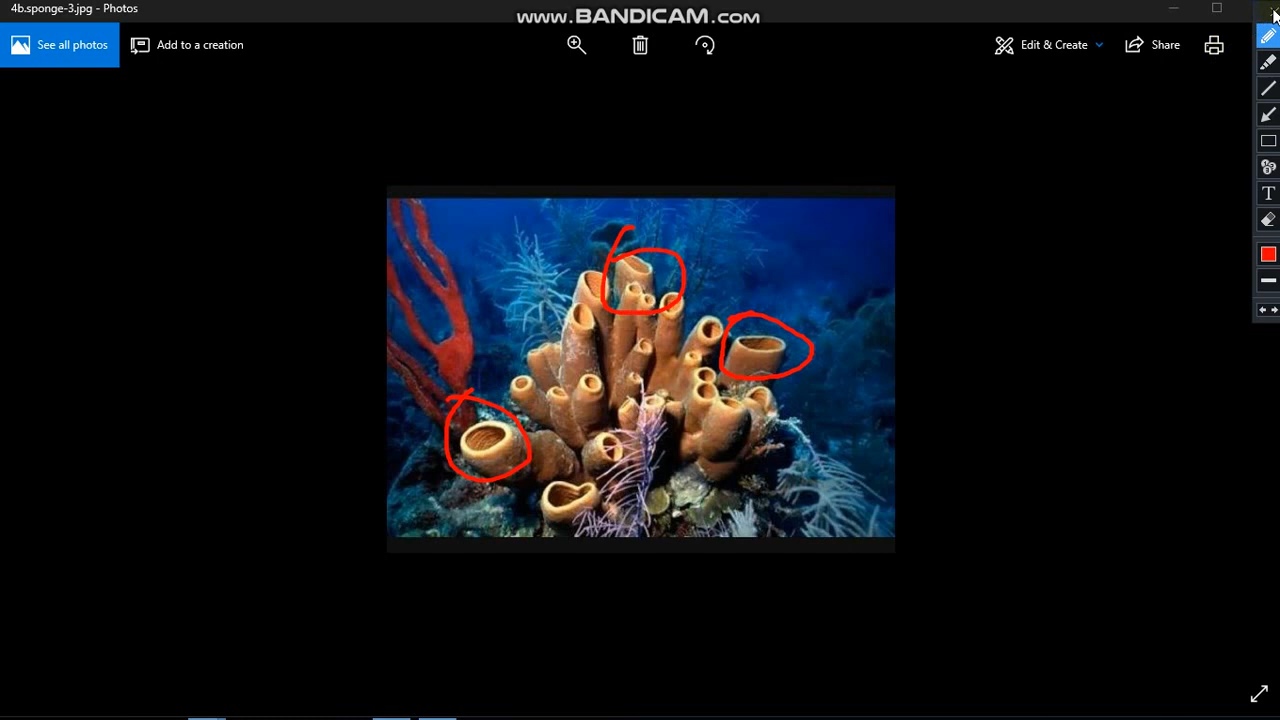 4b.sponge-3.jpg - Photos
www.BANDICAM.com
See all photos
Add to a creation
Edit & Create
Share
T